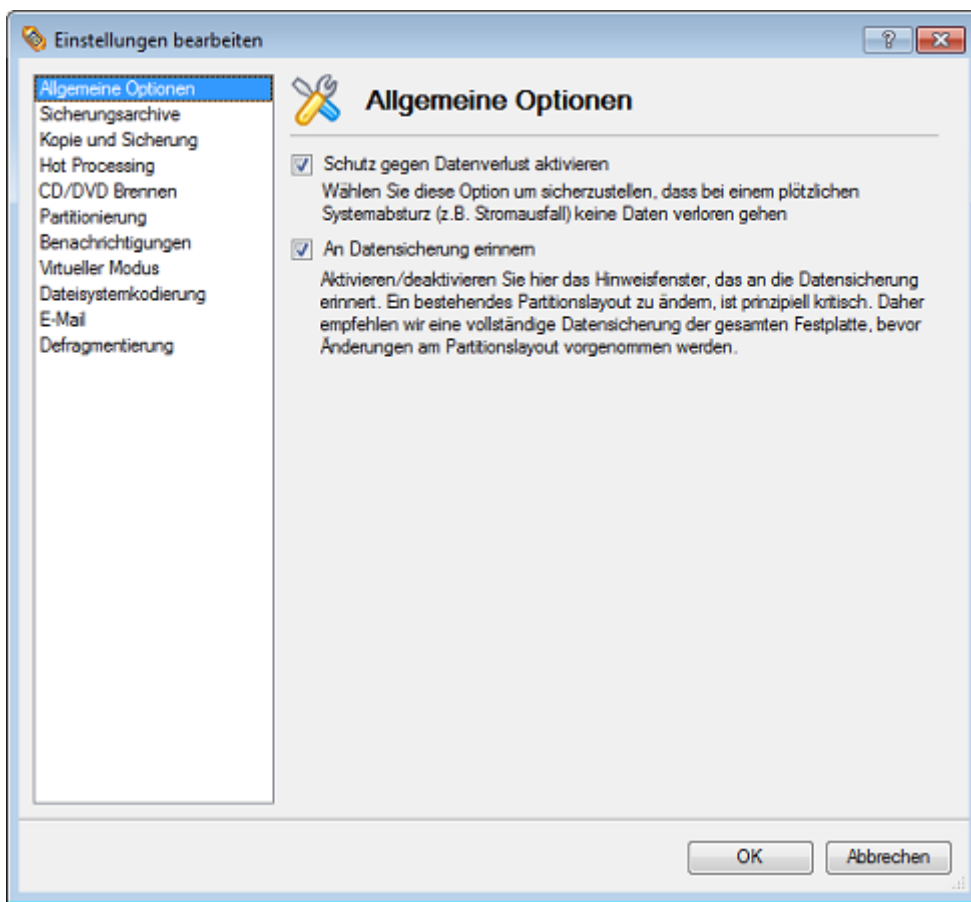 Einstellungen bearbeiten
Allgemeine Optionen
Sicherungsarchive
Kopie und Sicherung
Hot Processing
CD/DVD Brennen
Partitionierung
Benachrichtigungen
Virtueller Modus
Dateisystemkodierung
E-Mail
Defragmentierung
Allgemeine Optionen
Schutz gegen Datenverlust aktivieren
Wählen Sie diese Option um sicherzustellen, dass bei einem plötzlichen
Systemabsturz (z.B. Stromausfall) keine Daten verloren gehen
An Datensicherung erinnern
Aktivieren/deaktivieren Sie hier das Hinweisfenster, das an die Datensicherung
erinnert. Ein bestehendes Partitionslayout zu ändern, ist prinzipiell kritisch. Daher
empfehlen wir eine vollständige Datensicherung der gesamten Festplatte, bevor
Änderungen am Partitionslayout vorgenommen werden.
OK
Abbrechen